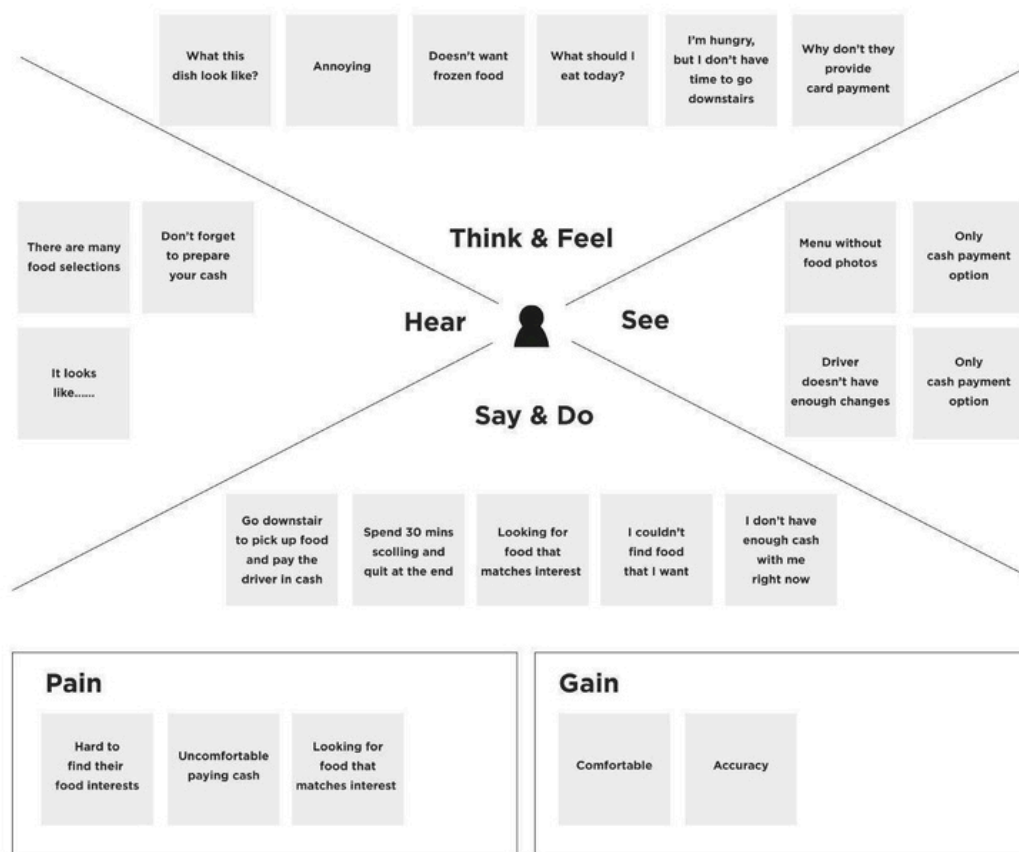 What this
dish look like?
Annoying
Doesn't want
frozen food
What should I
eat today?
I'm hungry,
but I don't have
time to go
downstairs
Why don't they
provide
card payment
Think & Feel
There are many
food selections
Don't forget
to prepare
your cash
It looks
like.......
Hear
See
Menu without
food photos
Only
cash payment
option
Driver
doesn't have
enough changes
Only
cash payment
option
Say & Do
Go downstair
to pick up food
and pay the
driver in cash
Spend 30 mins
scolling and
quit at the end
Looking for
food that
matches interest
I couldn't
find food
that I want
I don't have
enough cash
with me
right now
Pain
Hard to
find their
food interests
Uncomfortable
paying cash
Looking for
food that
matches interest
Gain
Comfortable
Accuracy